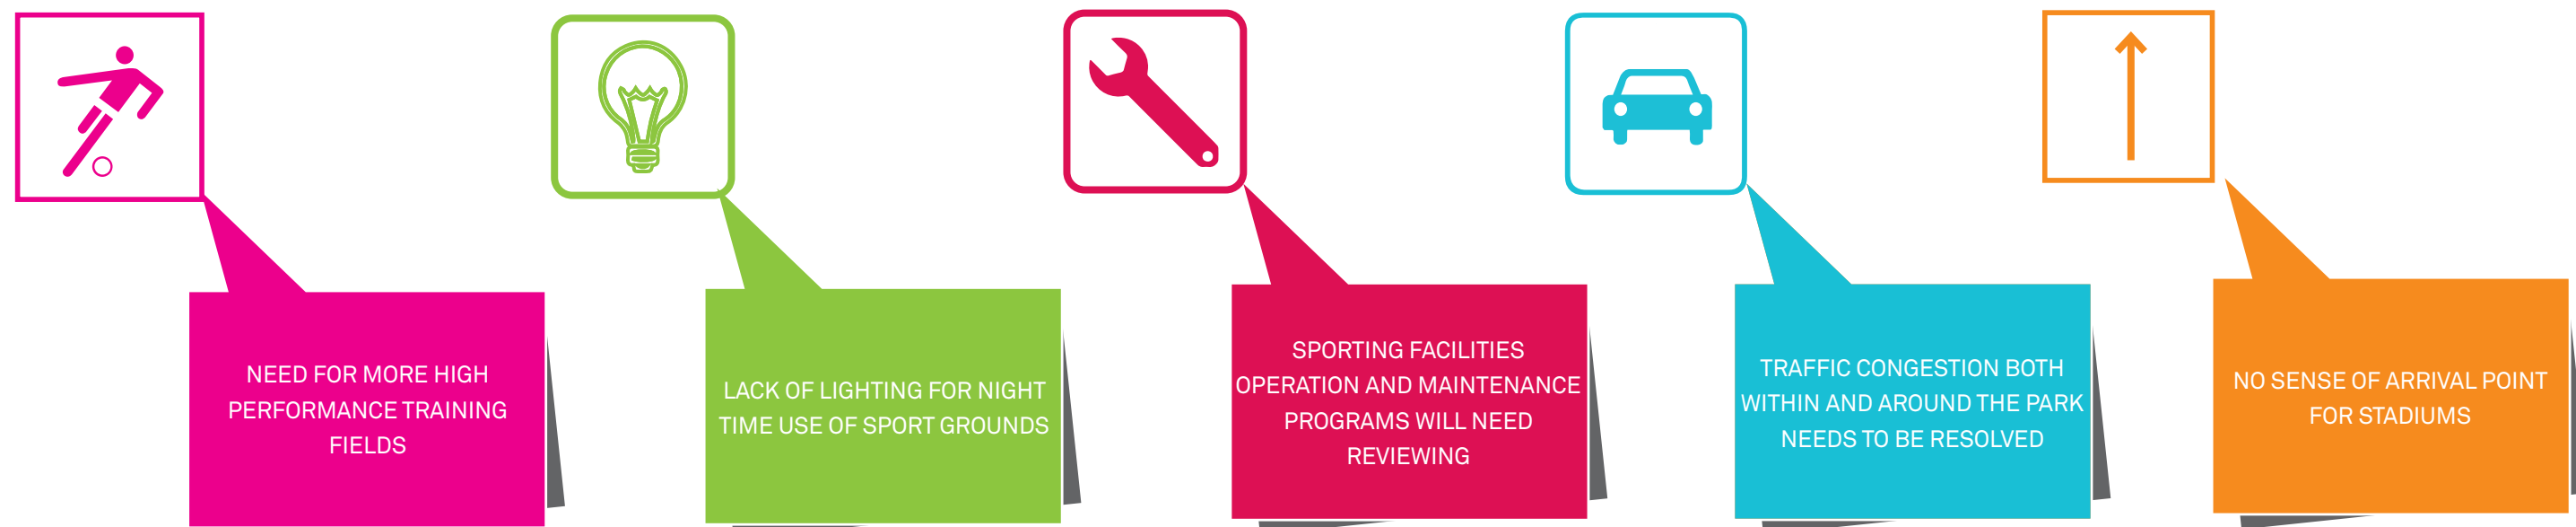 NEED FOR MORE HIGH
PERFORMANCE TRAINING
FIELDS
LACK OF LIGHTING FOR NIGHT
TIME USE OF SPORT GROUNDS
SPORTING FACILITIES
OPERATION AND MAINTENANCE
PROGRAMS WILL NEED
REVIEWING
TRAFFIC CONGESTION BOTH
WITHIN AND AROUND THE PARK
NEEDS TO BE RESOLVED
NO SENSE OF ARRIVAL POINT
FOR STADIUMS